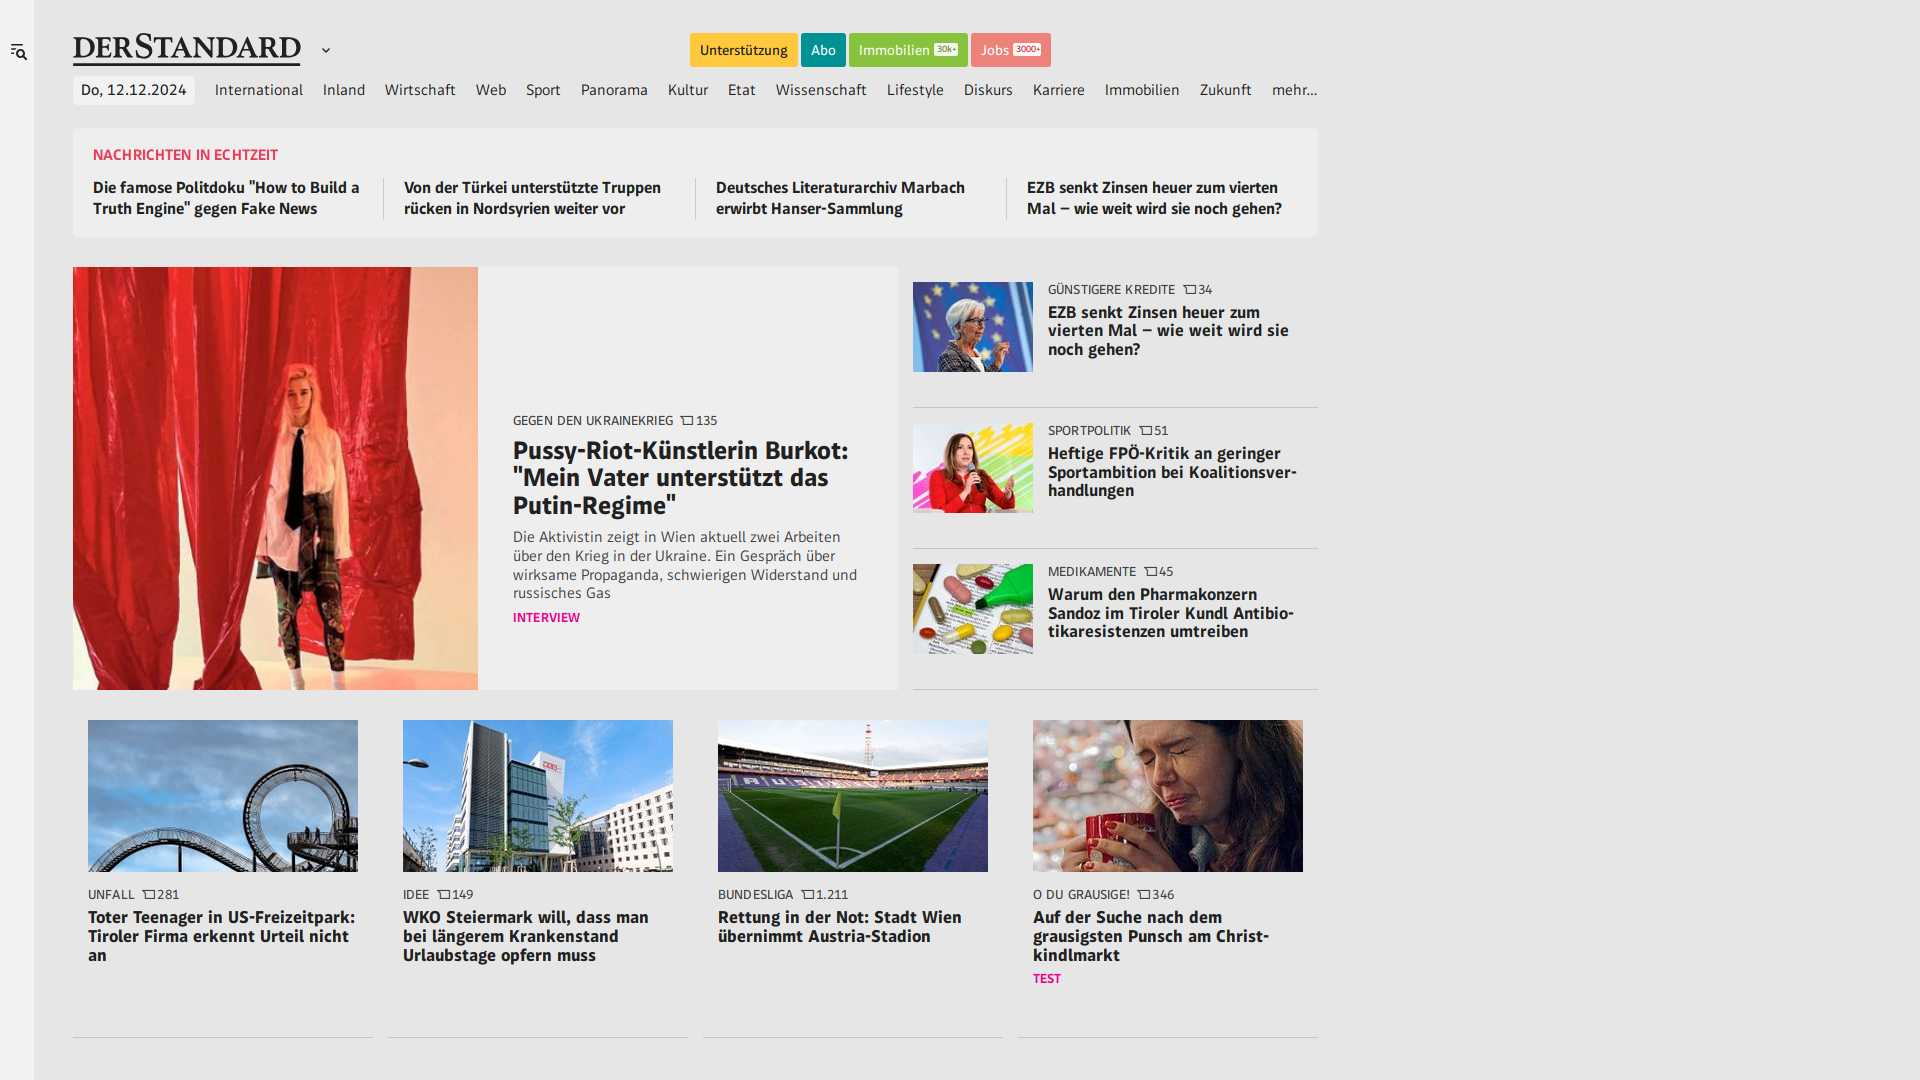 DERSTANDARD
Unterstützung
Abo
Immobilien 30k+
Jobs 3000+
Do, 12.12.2024
International
Inland
Wirtschaft
Web
Sport
Panorama
Kultur
Etat
Wissenschaft
Lifestyle
Diskurs
Karriere
Immobilien
Zukunft
mehr…
NACHRICHTEN IN ECHTZEIT
Die famose Politdoku "How to Build a
Truth Engine" gegen Fake News
Von der Türkei unterstützte Truppen
rücken in Nordsyrien weiter vor
Deutsches Literaturarchiv Marbach
erwirbt Hanser-Sammlung
EZB senkt Zinsen heuer zum vierten
Mal – wie weit wird sie noch gehen?
GEGEN DEN UKRAINEKRIEG 135
Pussy-Riot-Künstlerin Burkot:
"Mein Vater unterstützt das
Putin-Regime"
Die Aktivistin zeigt in Wien aktuell zwei Arbeiten
über den Krieg in der Ukraine. Ein Gespräch über
wirksame Propaganda, schwierigen Widerstand und
russisches Gas
INTERVIEW
GÜNSTIGERE KREDITE 34
EZB senkt Zinsen heuer zum
vierten Mal – wie weit wird sie
noch gehen?
SPORTPOLITIK 51
Heftige FPÖ-Kritik an geringer
Sportambition bei Koalitionsver-
handlungen
MEDIKAMENTE 45
Warum den Pharmakonzern
Sandoz im Tiroler Kundl Antibio-
tikaresistenzen umtreiben
UNFALL 281
Toter Teenager in US-Freizeitpark:
Tiroler Firma erkennt Urteil nicht
an
IDEE 149
WKO Steiermark will, dass man
bei längerem Krankenstand
Urlaubstage opfern muss
BUNDESLIGA 1.211
Rettung in der Not: Stadt Wien
übernimmt Austria-Stadion
O DU GRAUSIGE! 346
Auf der Suche nach dem
grausigsten Punsch am Christ-
kindlmarkt
TEST